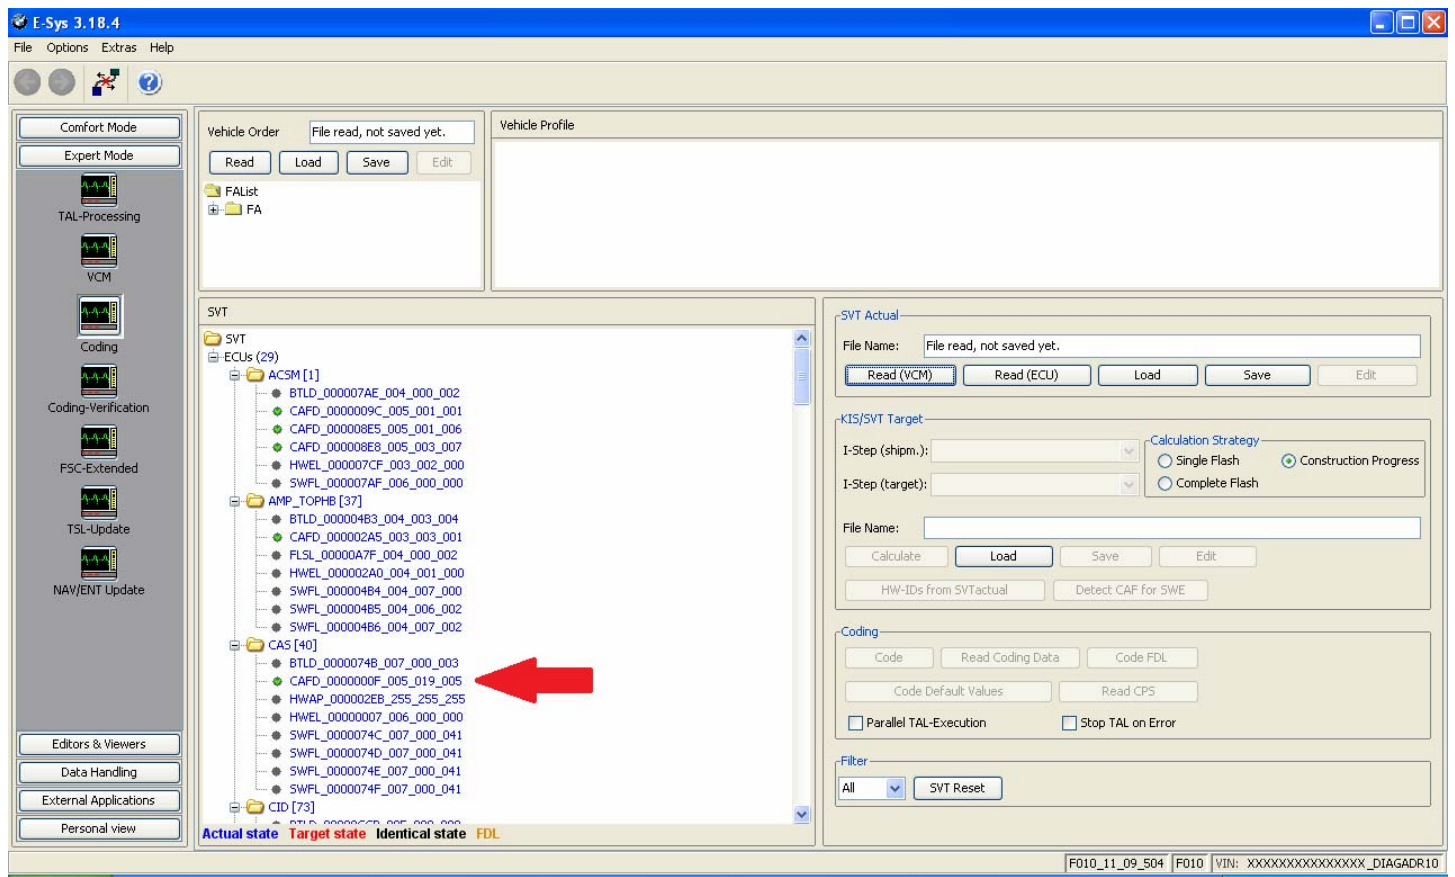 E-Sys 3.18.4
File Options Extras Help
Comfort Mode
Expert Mode
TAL-Processing
VCM
Coding
Coding-Verification
FSC-Extended
TSL-Update
NAV/ENT Update
Editors & Viewers
Data Handling
External Applications
Personal view
Vehicle Order File read, not saved yet.
Read Load Save Edit
FAList
FA
Vehicle Profile
SVT
SVT
ECUs (29)
ACSM [1]
BTLD_000007AE_004_000_002
CAFD_0000009C_005_001_001
CAFD_000008E5_005_001_006
CAFD_000008E8_005_003_007
HWEL_000007CF_003_002_000
SWFL_000007AF_006_000_000
AMP_TOPHB [37]
BTLD_000004B3_004_003_004
CAFD_000002A5_003_003_001
FLSL_00000A7F_004_000_002
HWEL_000002A0_004_001_000
SWFL_000004B4_004_007_000
SWFL_000004B5_004_006_002
SWFL_000004B6_004_007_002
CAS [40]
BTLD_0000074B_007_000_003
CAFD_0000000F_005_019_005
HWAP_000002EB_255_255_255
HWEL_00000007_006_000_000
SWFL_0000074C_007_000_041
SWFL_0000074D_007_000_041
SWFL_0000074E_007_000_041
SWFL_0000074F_007_000_041
CID [73]
Actual state Target state Identical state FDL
SVT Actual
File Name: File read, not saved yet.
Read (VCM) Read (ECU) Load Save Edit
KIS/SVT Target
I-Step (shipm.):
I-Step (target):
Calculation Strategy
Single Flash Construction Progress
Complete Flash
File Name:
Calculate Load Save Edit
HW-IDs from SVTactual Detect CAF for SWE
Coding
Code Read Coding Data Code FDL
Code Default Values Read CPS
Parallel TAL-Execution Stop TAL on Error
Filter
All SVT Reset
F010_11_09_504 F010 VIN: XXXXXXXXXXXXXXX_DIAGADR10